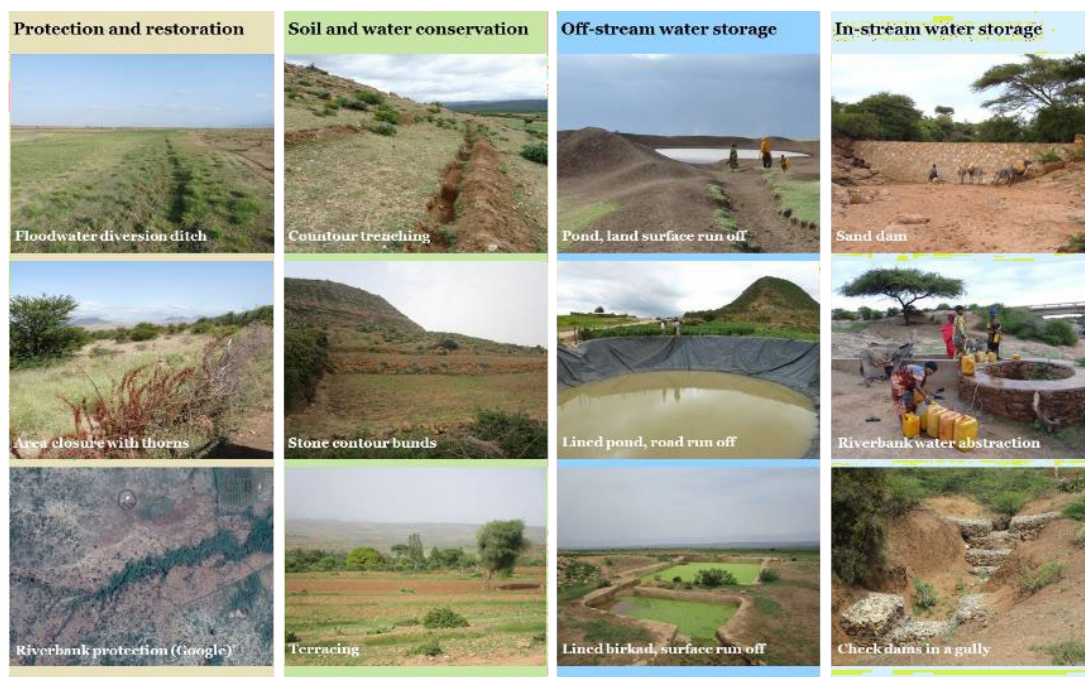 Protection and restoration
Soil and water conservation
Off-stream water storage
In-stream water storage
Floodwater diversion ditch
Countour trenching
Pond, land surface run off
Sand dam
Area closure with thorns
Stone contour bunds
Lined pond, road run off
Riverbank water abstraction
Riverbank protection (Google)
Terracing
Lined birkad, surface run off
Check dams in a gully